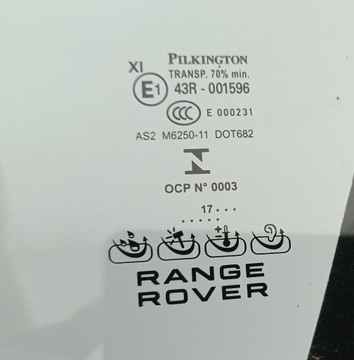 PILKINGTON
XI
TRANSP. 70% min.
E1 43R - 001596
CCC E 000231
AS2 M6250-11 DOT682
OCP N° 0003
17...
......
RANGE
ROVER